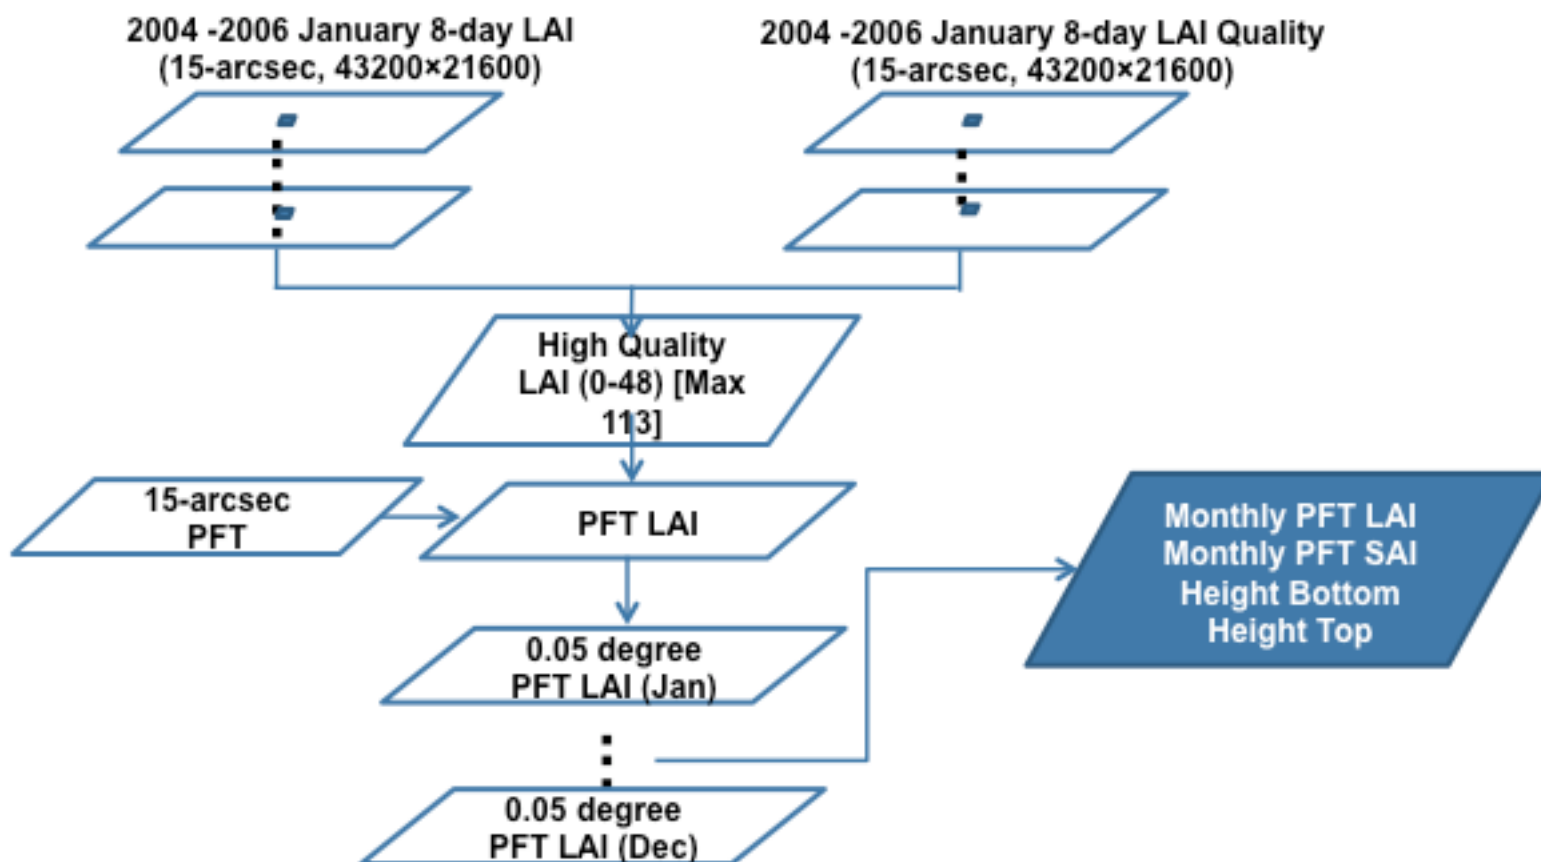 2004 -2006 January 8-day LAI
(15-arcsec, 43200×21600)
2004 -2006 January 8-day LAI Quality
(15-arcsec, 43200×21600)
High Quality
LAI (0-48) [Max
113]
15-arcsec
PFT
PFT LAI
Monthly PFT LAI
Monthly PFT SAI
Height Bottom
Height Top
0.05 degree
PFT LAI (Jan)
0.05 degree
PFT LAI (Dec)